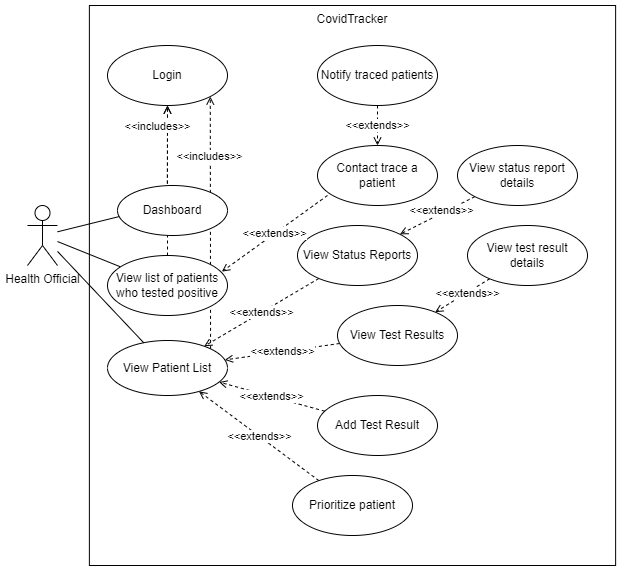 CovidTracker
Login
Notify traced patients
<<includes>>
<<extends>>
<<includes>>
Contact trace a
patient
View status report
details
Dashboard
<<extends>>
<<extends>>
View Status Reports
View test result
details
Health Official
View list of patients
who tested positive
<<extends>>
<<extends>>
View Test Results
<<extends>>
View Patient List
<<extends>>
Add Test Result
<<extends>>
Prioritize patient